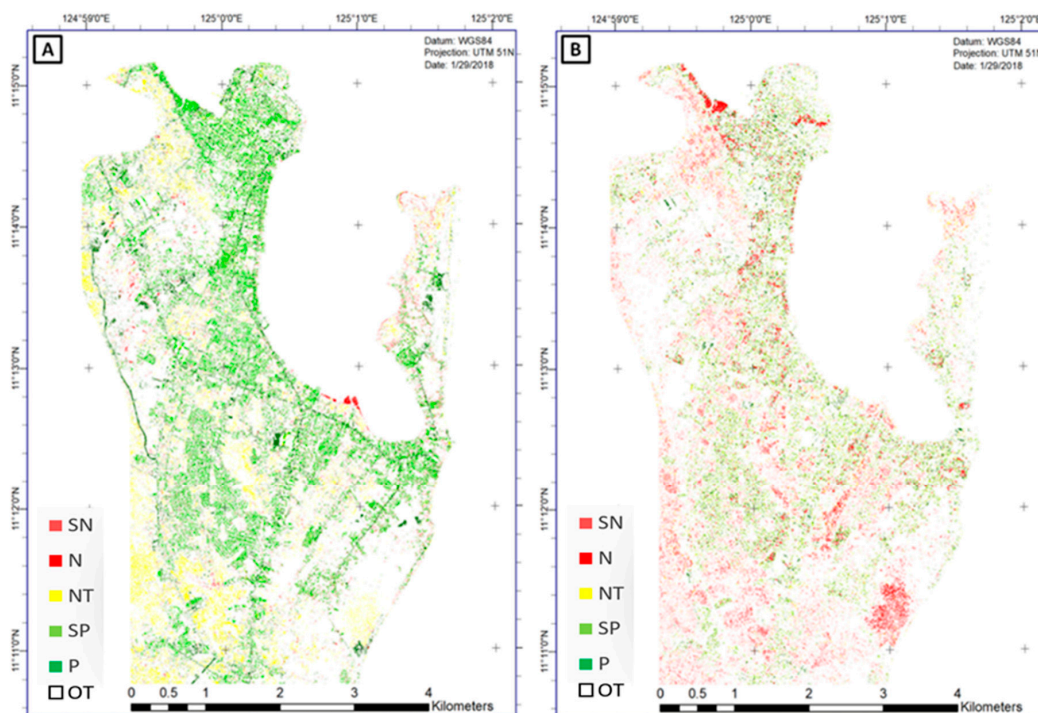 124°59'0"E 125°0'0"E 125°1'0"E 125°2'0"E
A
Datum: WGS84
Projection: UTM 51N
Date: 1/29/2018
11°15'0"N
11°14'0"N
11°13'0"N
11°12'0"N
11°11'0"N
SN
N
NT
SP
P
OT
0 0.5 1 2 3 4
Kilometers
124°59'0"E 125°0'0"E 125°1'0"E 125°2'0"E
B
Datum: WGS84
Projection: UTM 51N
Date: 1/29/2018
11°15'0"N
11°14'0"N
11°13'0"N
11°12'0"N
11°11'0"N
SN
N
NT
SP
P
OT
0 0.5 1 2 3 4
Kilometers